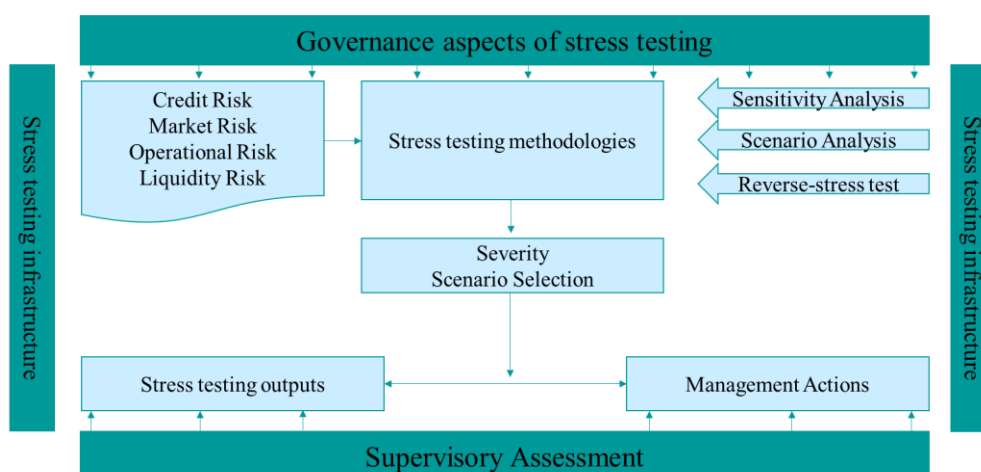 Governance aspects of stress testing
Stress testing infrastructure
Credit Risk
Market Risk
Operational Risk
Liquidity Risk
Stress testing methodologies
Sensitivity Analysis
Scenario Analysis
Reverse-stress test
Stress testing infrastructure
Severity
Scenario Selection
Stress testing outputs
Management Actions
Supervisory Assessment